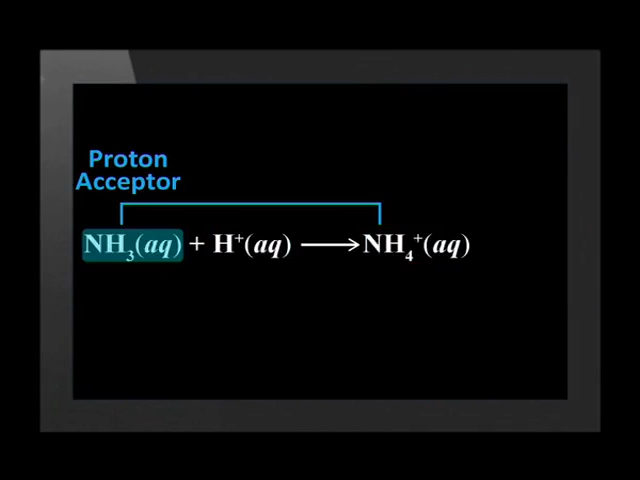 Proton
Acceptor
NH₃(aq) + H⁺(aq) ⟶ NH₄⁺(aq)